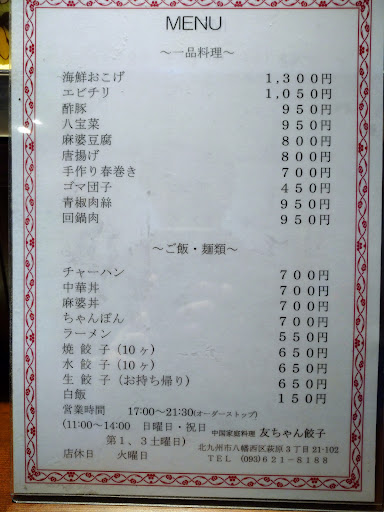 MENU
～一品料理～
海鮮おこげ １,３００円
エビチリ １,０５０円
酢豚 ９５０円
八宝菜 ９５０円
麻婆豆腐 ８００円
唐揚げ ８００円
手作り春巻き ７００円
ゴマ団子 ４５０円
青椒肉絲 ９５０円
回鍋肉 ９５０円
～ご飯・麺類～
チャーハン ７００円
中華丼 ７００円
麻婆丼 ７００円
ちゃんぽん ７００円
ラーメン ５５０円
焼 餃 子（10 ヶ） ６５０円
水 餃 子（10 ヶ） ６５０円
生 餃 子（お持ち帰り） ６５０円
白飯 １５０円
営業時間 17:00～21:30(オーダーストップ)
(11:00～14:00 日曜日・祝日 中国家庭料理 友ちゃん餃子
第１、３土曜日） 北九州市八幡西区萩原３丁目21-102
店休日 火曜日 ＴＥＬ (093)６２１－８１８８